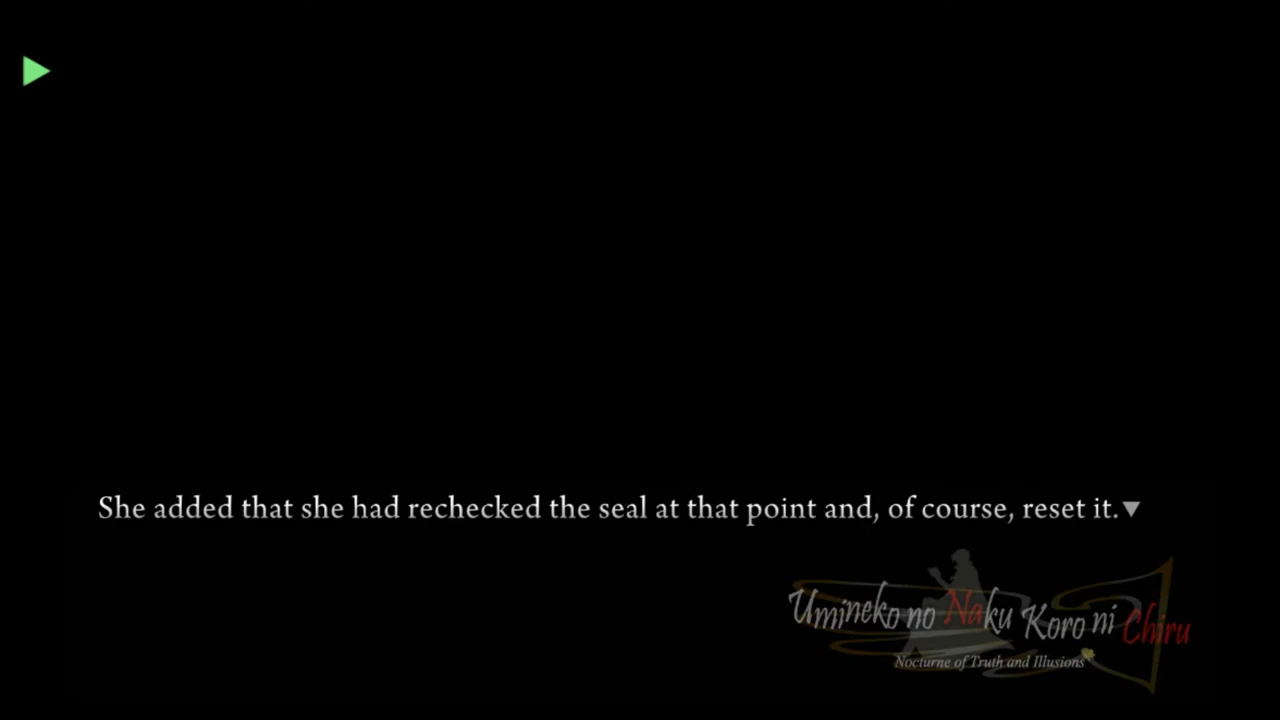 She added that she had rechecked the seal at that point and, of course, reset it.
Umineko no Naku Koro ni Chiru
Nocturne of Truth and Illusions